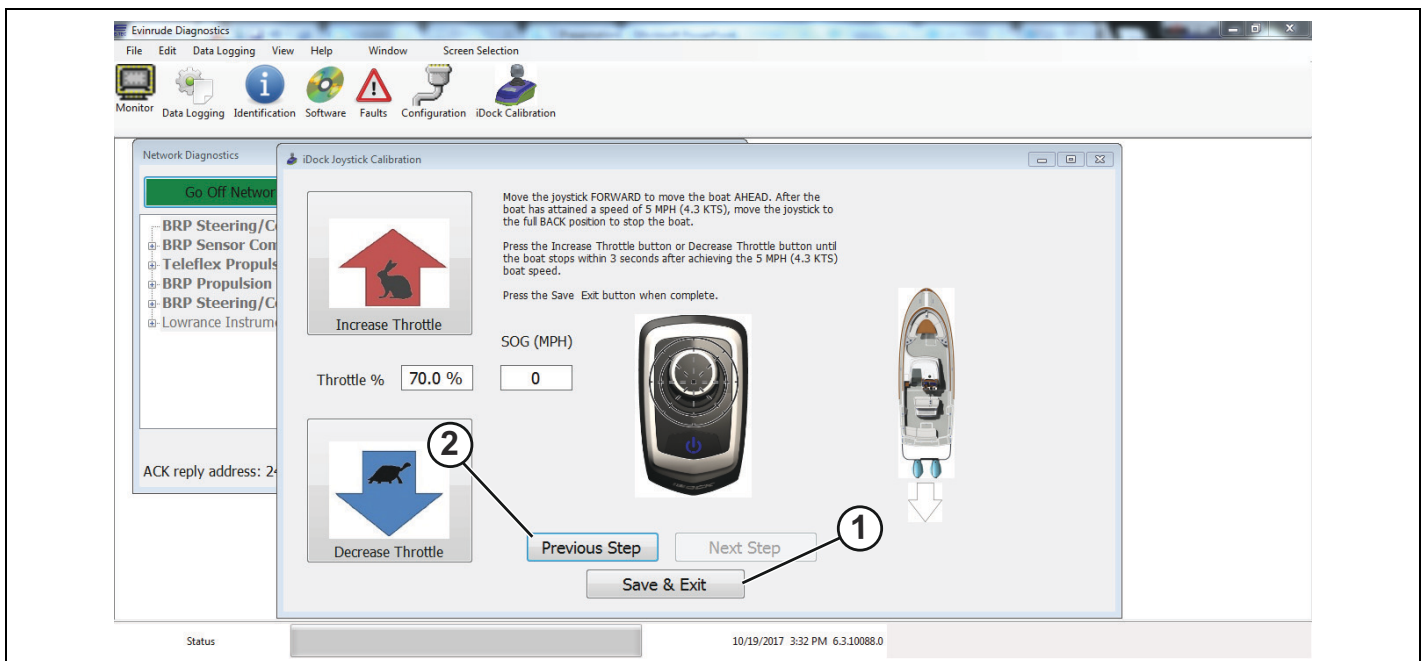 Evinrude Diagnostics
File Edit Data Logging View Help Window Screen Selection
Monitor Data Logging Identification Software Faults Configuration iDock Calibration
Network Diagnostics
iDock Joystick Calibration
Go Off Networ
BRP Steering/C
BRP Sensor Con
Teleflex Propuls
BRP Propulsion
BRP Steering/C
Lowrance Instrume
ACK reply address: 24
Move the joystick FORWARD to move the boat AHEAD. After the
boat has attained a speed of 5 MPH (4.3 KTS), move the joystick to
the full BACK position to stop the boat.
Press the Increase Throttle button or Decrease Throttle button until
the boat stops within 3 seconds after achieving the 5 MPH (4.3 KTS)
boat speed.
Press the Save Exit button when complete.
Increase Throttle
SOG (MPH)
Throttle % 70.0 % 0
Decrease Throttle
2
1
Previous Step Next Step
Save & Exit
Status 10/19/2017 3:32 PM 6.3.10088.0